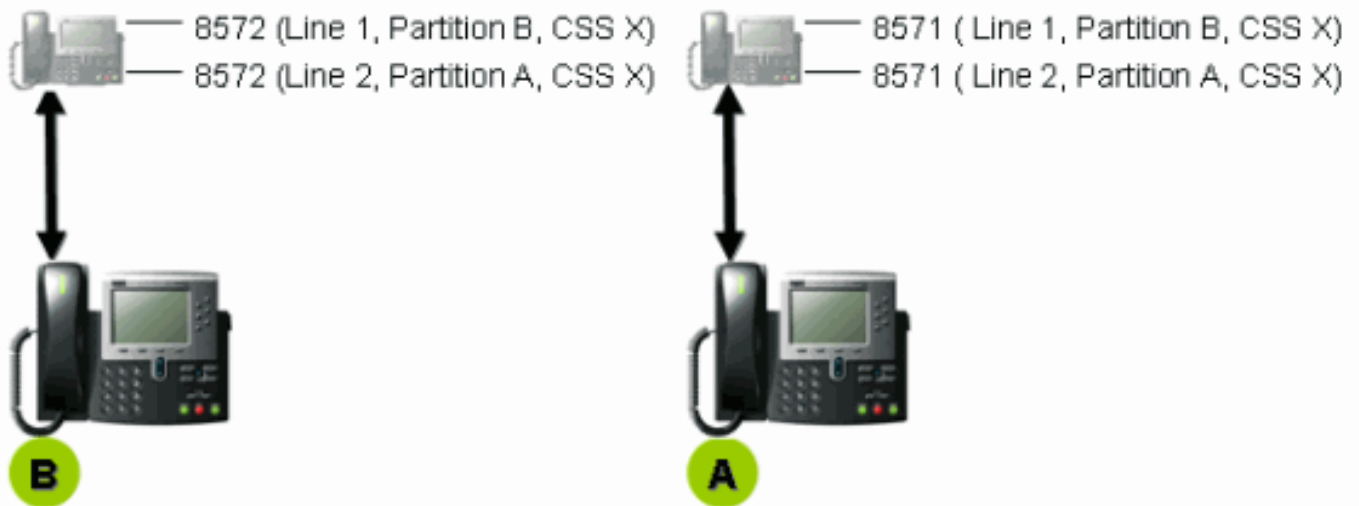 8572 (Line 1, Partition B, CSS X)
8572 (Line 2, Partition A, CSS X)
8571 ( Line 1, Partition B, CSS X)
8571 ( Line 2, Partition A, CSS X)
B
A